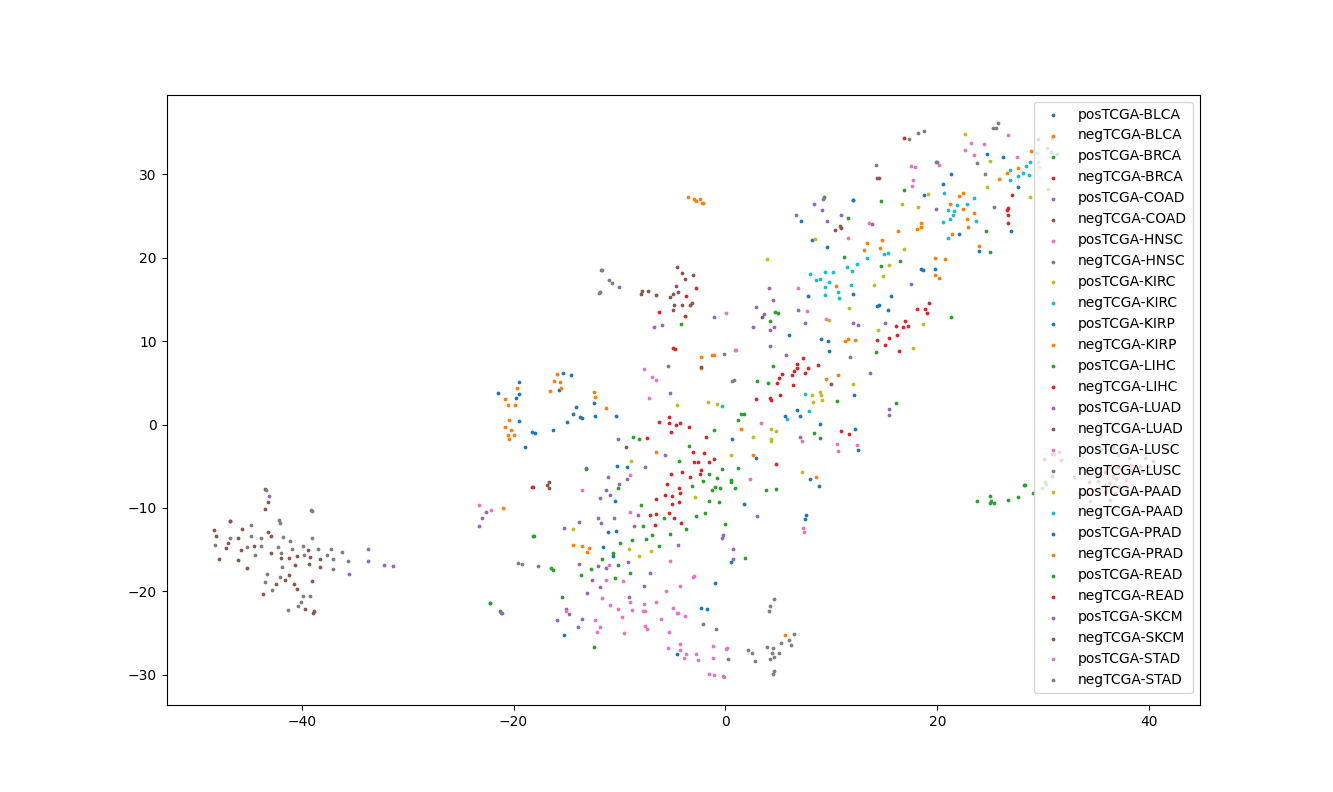 30
20
10
0
−10
−20
−30
−40
−20
0
20
40
posTCGA-BLCA
negTCGA-BLCA
posTCGA-BRCA
negTCGA-BRCA
posTCGA-COAD
negTCGA-COAD
posTCGA-HNSC
negTCGA-HNSC
posTCGA-KIRC
negTCGA-KIRC
posTCGA-KIRP
negTCGA-KIRP
posTCGA-LIHC
negTCGA-LIHC
posTCGA-LUAD
negTCGA-LUAD
posTCGA-LUSC
negTCGA-LUSC
posTCGA-PAAD
negTCGA-PAAD
posTCGA-PRAD
negTCGA-PRAD
posTCGA-READ
negTCGA-READ
posTCGA-SKCM
negTCGA-SKCM
posTCGA-STAD
negTCGA-STAD